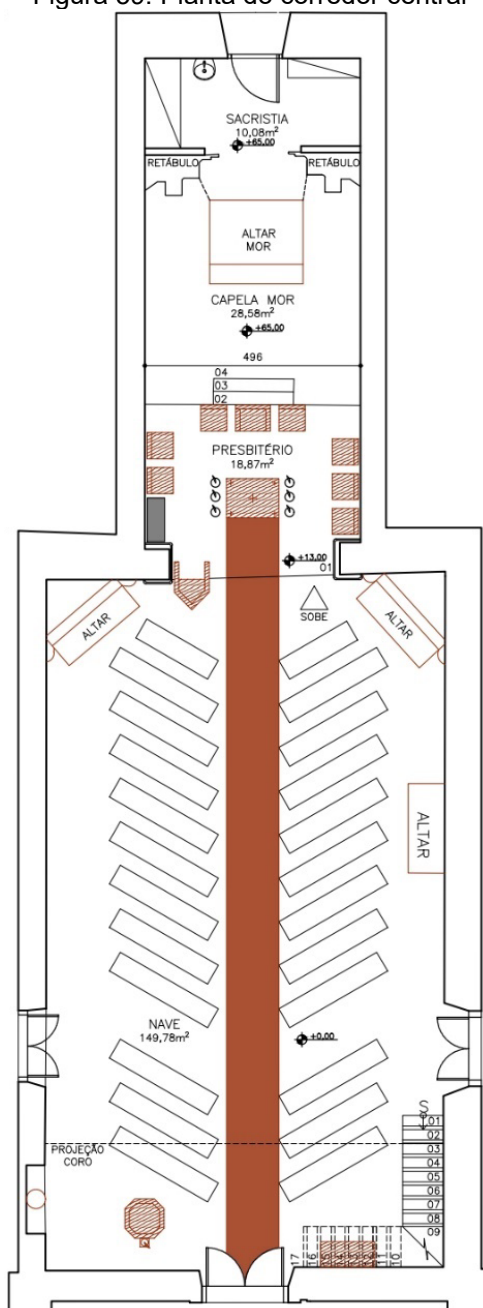 Figura
Planta do corredor central
SACRISTIA
10,08m²
+65.00
RETÁBULO
RETÁBULO
ALTAR
MOR
CAPELA MOR
28,58m²
+65.00
496
04
03
02
PRESBITÉRIO
18,87m²
+13.00
01
SOBE
ALTAR
ALTAR
ALTAR
NAVE
149,78m²
+0.00
S
01
02
03
04
05
06
07
08
09
PROJEÇÃO
CORO
17
16
11
10